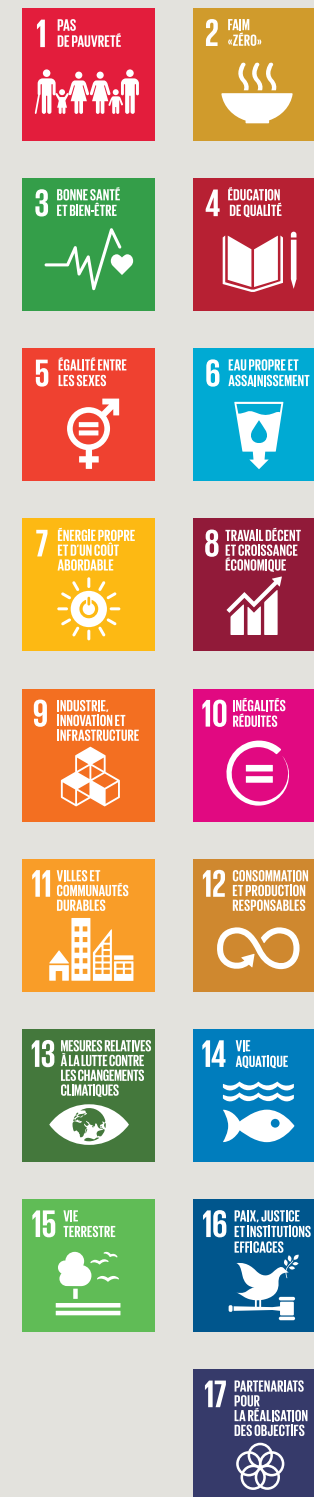 1 PAS
DE PAUVRETÉ
2 FAIM
«ZÉRO»
3 BONNE SANTÉ
ET BIEN-ÊTRE
4 ÉDUCATION
DE QUALITÉ
5 ÉGALITÉ ENTRE
LES SEXES
6 EAU PROPRE ET
ASSAINISSEMENT
7 ÉNERGIE PROPRE
ET D'UN COÛT
ABORDABLE
8 TRAVAIL DÉCENT
ET CROISSANCE
ÉCONOMIQUE
9 INDUSTRIE,
INNOVATION ET
INFRASTRUCTURE
10 INÉGALITÉS
RÉDUITES
11 VILLES ET
COMMUNAUTÉS
DURABLES
12 CONSOMMATION
ET PRODUCTION
RESPONSABLES
13 MESURES RELATIVES
À LA LUTTE CONTRE
LES CHANGEMENTS
CLIMATIQUES
14 VIE
AQUATIQUE
15 VIE
TERRESTRE
16 PAIX, JUSTICE
ET INSTITUTIONS
EFFICACES
17 PARTENARIATS
POUR
LA RÉALISATION
DES OBJECTIFS